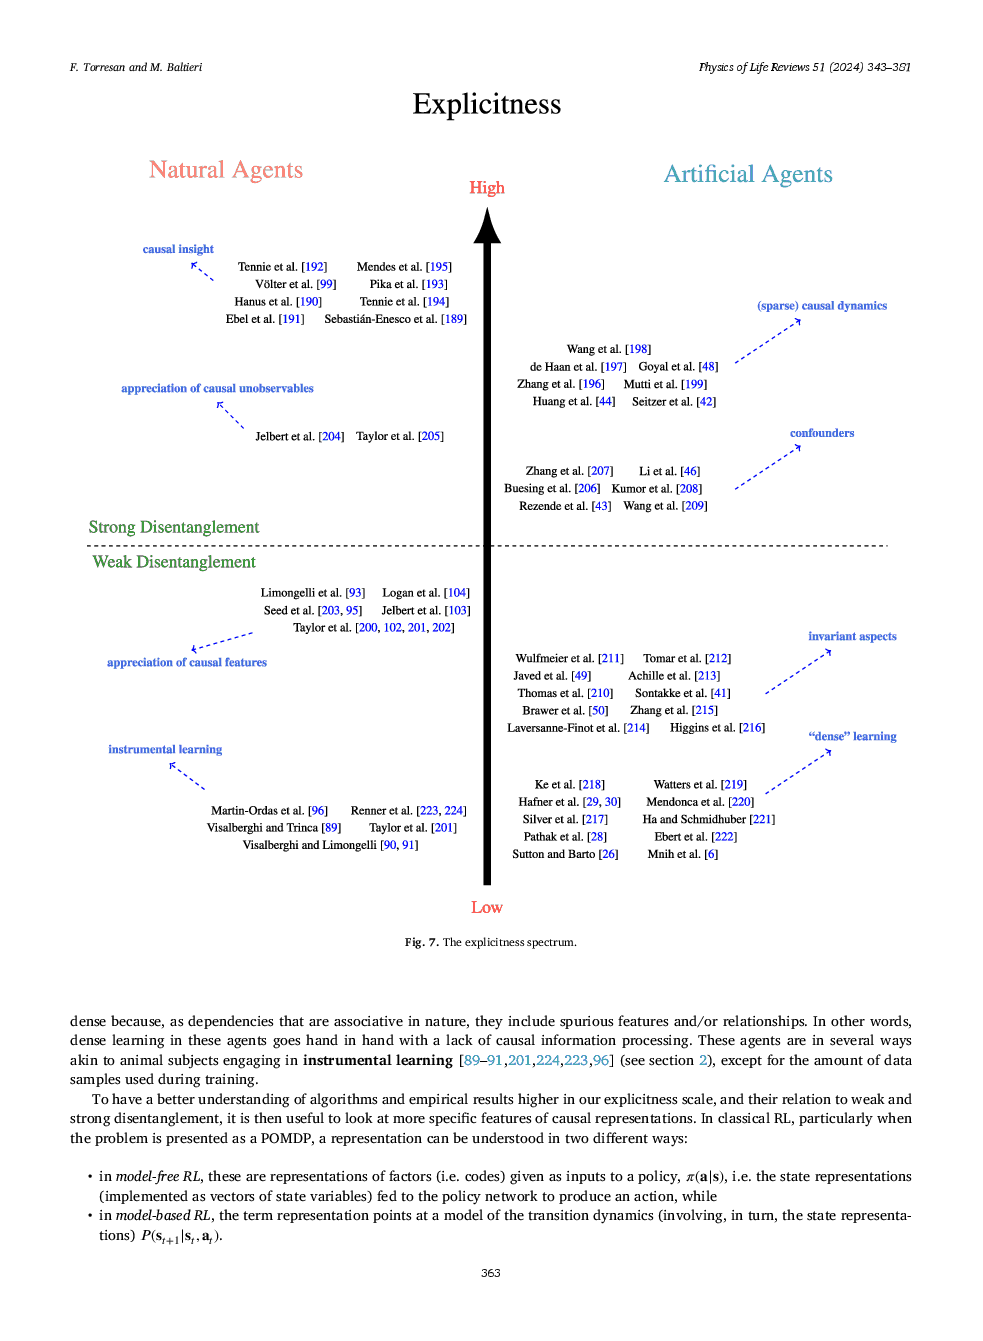 F. Torresan and M. Baltieri
Physics of Life Reviews 51 (2024) 343–381
Explicitness
Natural Agents
Artificial Agents
High
causal insight
Tennie et al. [192] Mendes et al. [195]
Völter et al. [99] Pika et al. [193]
Hanus et al. [190] Tennie et al. [194]
Ebel et al. [191] Sebastián-Enesco et al. [189]
(sparse) causal dynamics
Wang et al. [198]
de Haan et al. [197] Goyal et al. [48]
Zhang et al. [196] Mutti et al. [199]
Huang et al. [44] Seitzer et al. [42]
appreciation of causal unobservables
Jelbert et al. [204] Taylor et al. [205]
confounders
Zhang et al. [207] Li et al. [46]
Buesing et al. [206] Kumor et al. [208]
Rezende et al. [43] Wang et al. [209]
Strong Disentanglement
Weak Disentanglement
Limongelli et al. [93] Logan et al. [104]
Seed et al. [203, 95] Jelbert et al. [103]
Taylor et al. [200, 102, 201, 202]
appreciation of causal features
invariant aspects
Wulfmeier et al. [211] Tomar et al. [212]
Javed et al. [49] Achille et al. [213]
Thomas et al. [210] Sontakke et al. [41]
Brawer et al. [50] Zhang et al. [215]
Laversanne-Finot et al. [214] Higgins et al. [216]
instrumental learning
Martin-Ordas et al. [96] Renner et al. [223, 224]
Visalberghi and Trinca [89] Taylor et al. [201]
Visalberghi and Limongelli [90, 91]
“dense” learning
Ke et al. [218] Watters et al. [219]
Hafner et al. [29, 30] Mendonca et al. [220]
Silver et al. [217] Ha and Schmidhuber [221]
Pathak et al. [28] Ebert et al. [222]
Sutton and Barto [26] Mnih et al. [6]
Low
Fig. 7. The explicitness spectrum.
dense because, as dependencies that are associative in nature, they include spurious features and/or relationships. In other words,
dense learning in these agents goes hand in hand with a lack of causal information processing. These agents are in several ways
akin to animal subjects engaging in instrumental learning [89–91,201,224,223,96] (see section 2), except for the amount of data
samples used during training.
To have a better understanding of algorithms and empirical results higher in our explicitness scale, and their relation to weak and
strong disentanglement, it is then useful to look at more specific features of causal representations. In classical RL, particularly when
the problem is presented as a POMDP, a representation can be understood in two different ways:
• in model-free RL, these are representations of factors (i.e. codes) given as inputs to a policy, π(a|s), i.e. the state representations
(implemented as vectors of state variables) fed to the policy network to produce an action, while
• in model-based RL, the term representation points at a model of the transition dynamics (involving, in turn, the state representa-
tions) P(sₜ₊₁|sₜ, aₜ).
363